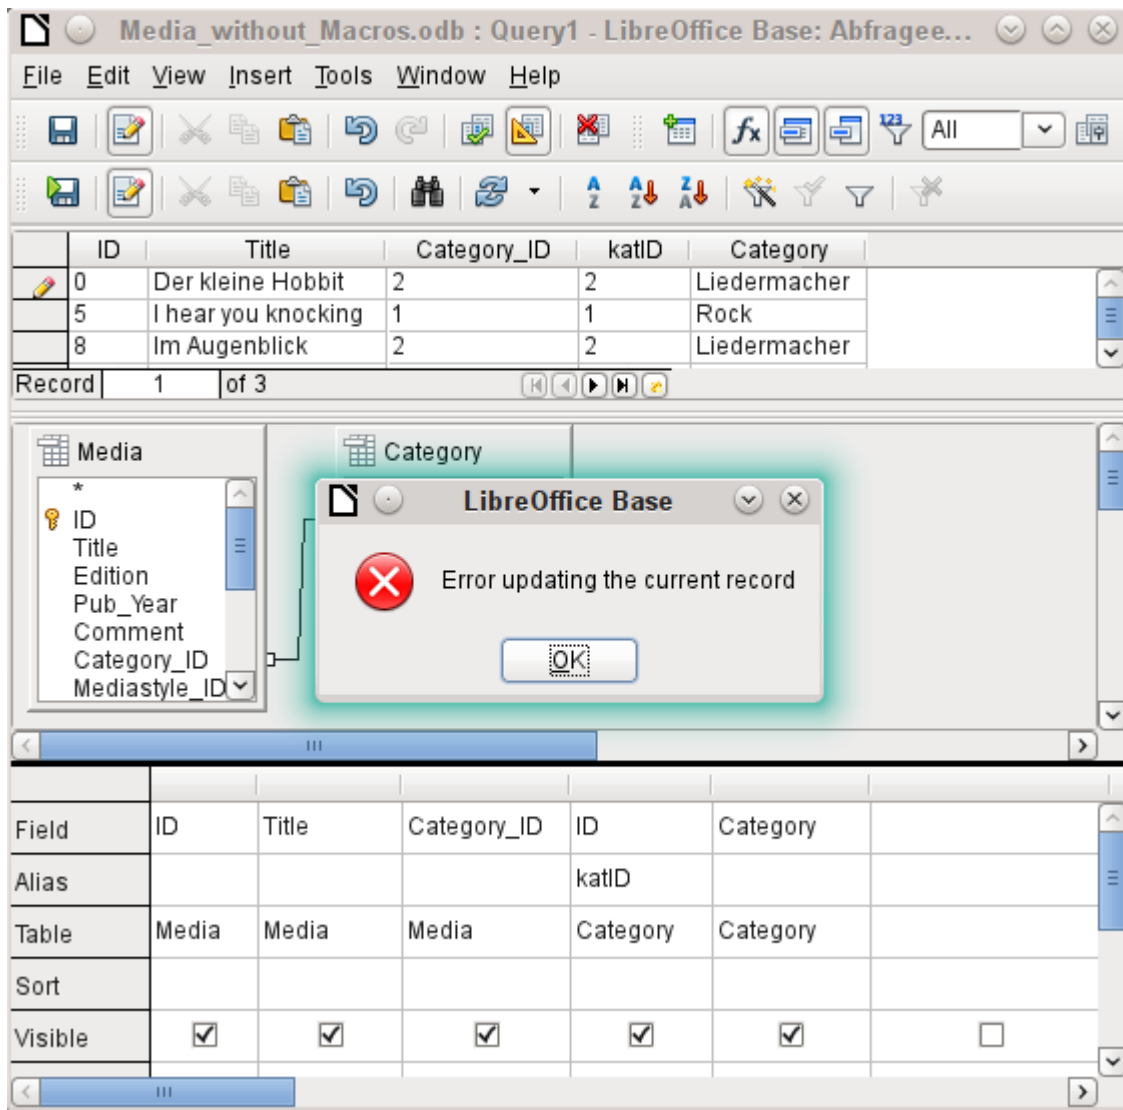 Media_without_Macros.odb : Query1 - LibreOffice Base: Abfragee...
File Edit View Insert Tools Window Help
fx 123 All
A Z A Z Z A
ID Title Category_ID katID Category
0 Der kleine Hobbit 2 2 Liedermacher
5 I hear you knocking 1 1 Rock
8 Im Augenblick 2 2 Liedermacher
Record 1 of 3
Media Category
*
ID
Title
Edition
Pub_Year
Comment
Category_ID
Mediastyle_ID
LibreOffice Base
Error updating the current record
OK
Field ID Title Category_ID ID Category
Alias katID
Table Media Media Media Category Category
Sort
Visible